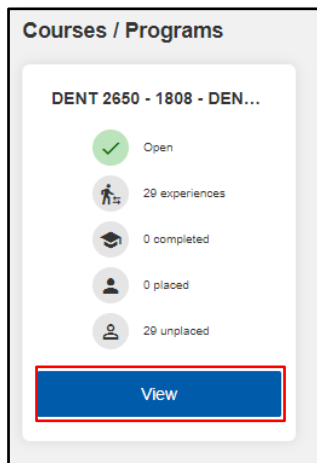 Courses / Programs
DENT 2650 - 1808 - DEN...
Open
29 experiences
0 completed
0 placed
29 unplaced
View